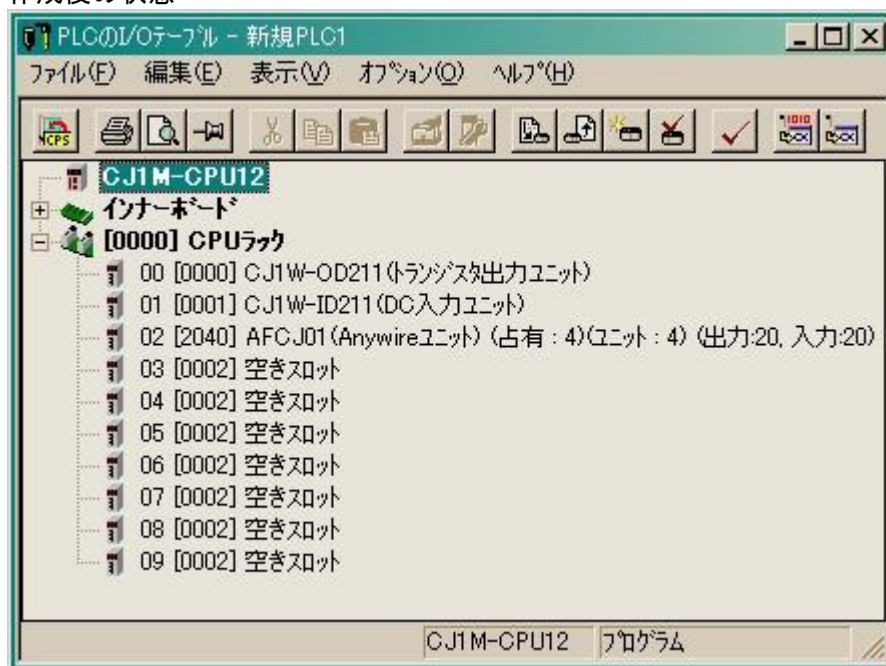 作成後の状態
PLCのI/Oﾃｰﾌﾞﾙ - 新規PLC1
ﾌｧｲﾙ(F) 編集(E) 表示(V) ｵﾌﾟｼｮﾝ(O) ﾍﾙﾌﾟ(H)
CJ1M-CPU12
ｲﾝﾅｰﾎﾞｰﾄﾞ
[0000] CPUﾗｯｸ
00 [0000] CJ1W-OD211(ﾄﾗﾝｼﾞｽﾀ出力ﾕﾆｯﾄ)
01 [0001] CJ1W-ID211(DC入力ﾕﾆｯﾄ)
02 [2040] AFCJ01(Anywireﾕﾆｯﾄ) (占有 : 4)(ﾕﾆｯﾄ : 4) (出力:20, 入力:20)
03 [0002] 空きｽﾛｯﾄ
04 [0002] 空きｽﾛｯﾄ
05 [0002] 空きｽﾛｯﾄ
06 [0002] 空きｽﾛｯﾄ
07 [0002] 空きｽﾛｯﾄ
08 [0002] 空きｽﾛｯﾄ
09 [0002] 空きｽﾛｯﾄ
CJ1M-CPU12 ﾌﾟﾛｸﾞﾗﾑ